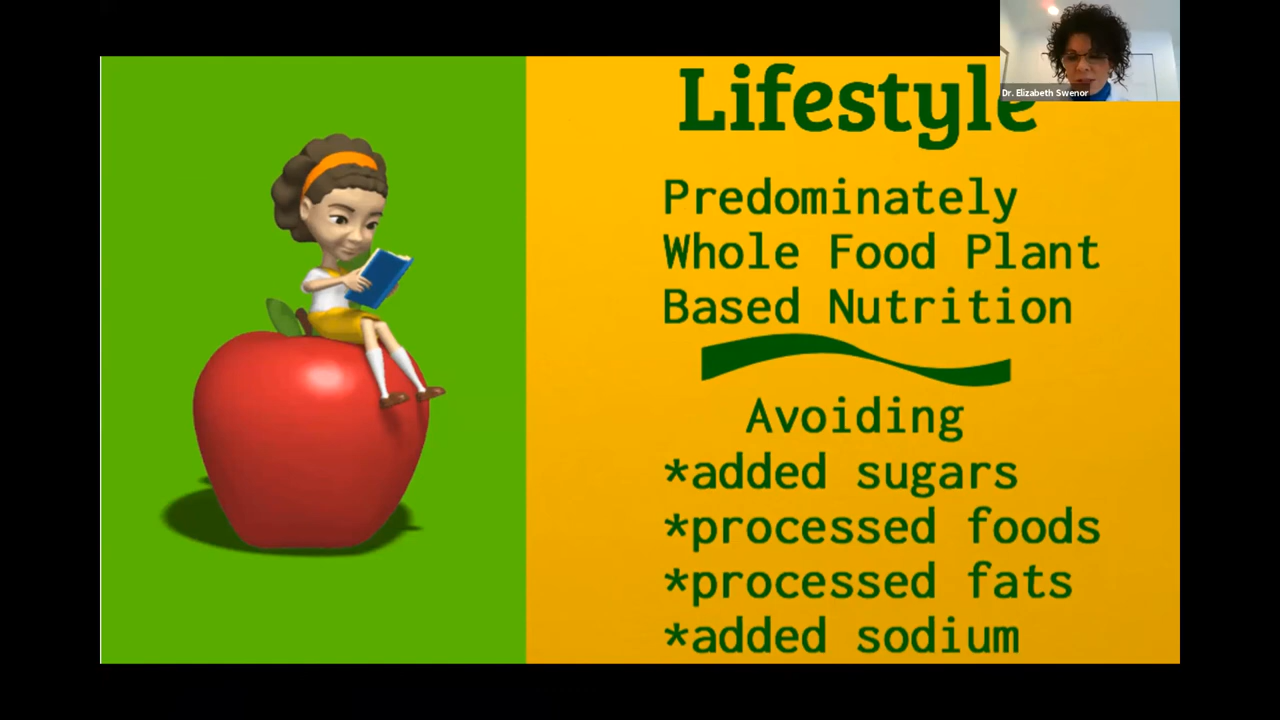 Lifestyle
Dr. Elizabeth Swenor
Predominately
Whole Food Plant
Based Nutrition
Avoiding
*added sugars
*processed foods
*processed fats
*added sodium